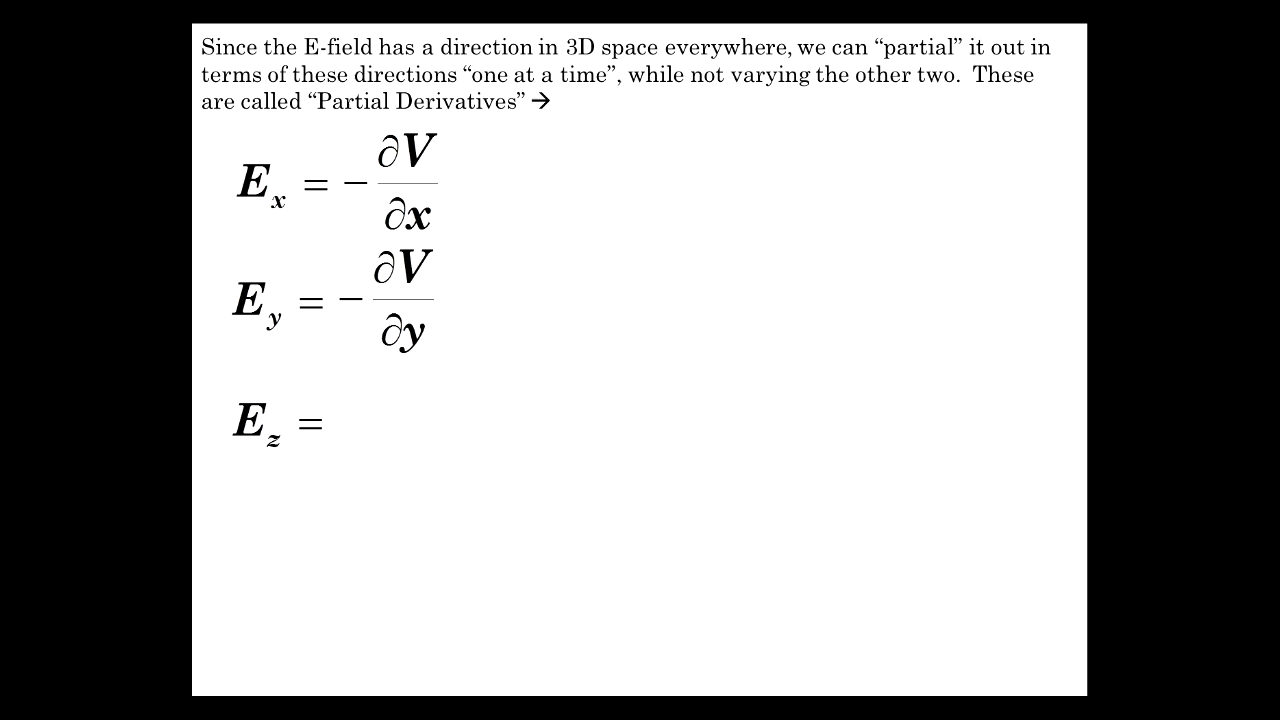 Since the E-field has a direction in 3D space everywhere, we can “partial” it out in
terms of these directions “one at a time”, while not varying the other two.  These
are called “Partial Derivatives” →
E_x = − ∂V/∂x
E_y = − ∂V/∂y
E_z =